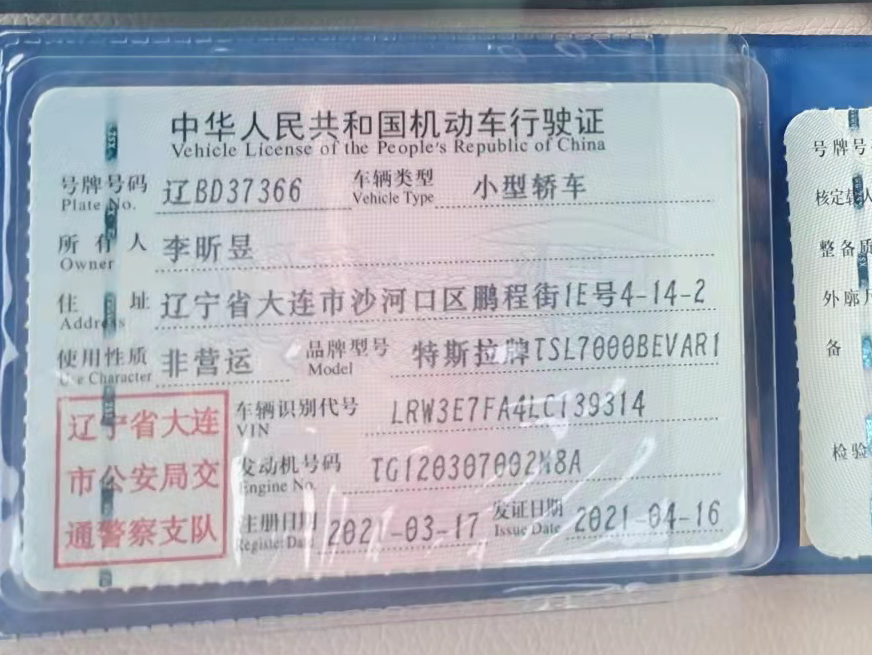 中华人民共和国机动车行驶证
Vehicle License of the People's Republic of China
号牌号码 辽BD37366 车辆类型 小型轿车
Plate No. Vehicle Type
所有人 李昕昱
Owner
住址 辽宁省大连市沙河口区鹏程街1E号4-14-2
Address
使用性质 非营运 品牌型号 特斯拉牌TSL7000BEVAR1
Use Character Model
辽宁省大连
市公安局交
通警察支队
车辆识别代号 LRW3E7FA4LC139314
VIN
发动机号码 TG120307002M8A
Engine No.
注册日期 2021-03-17 发证日期 2021-04-16
Register Date Issue Date
号牌号
核定载人
整备质
外廓尺
备
检验